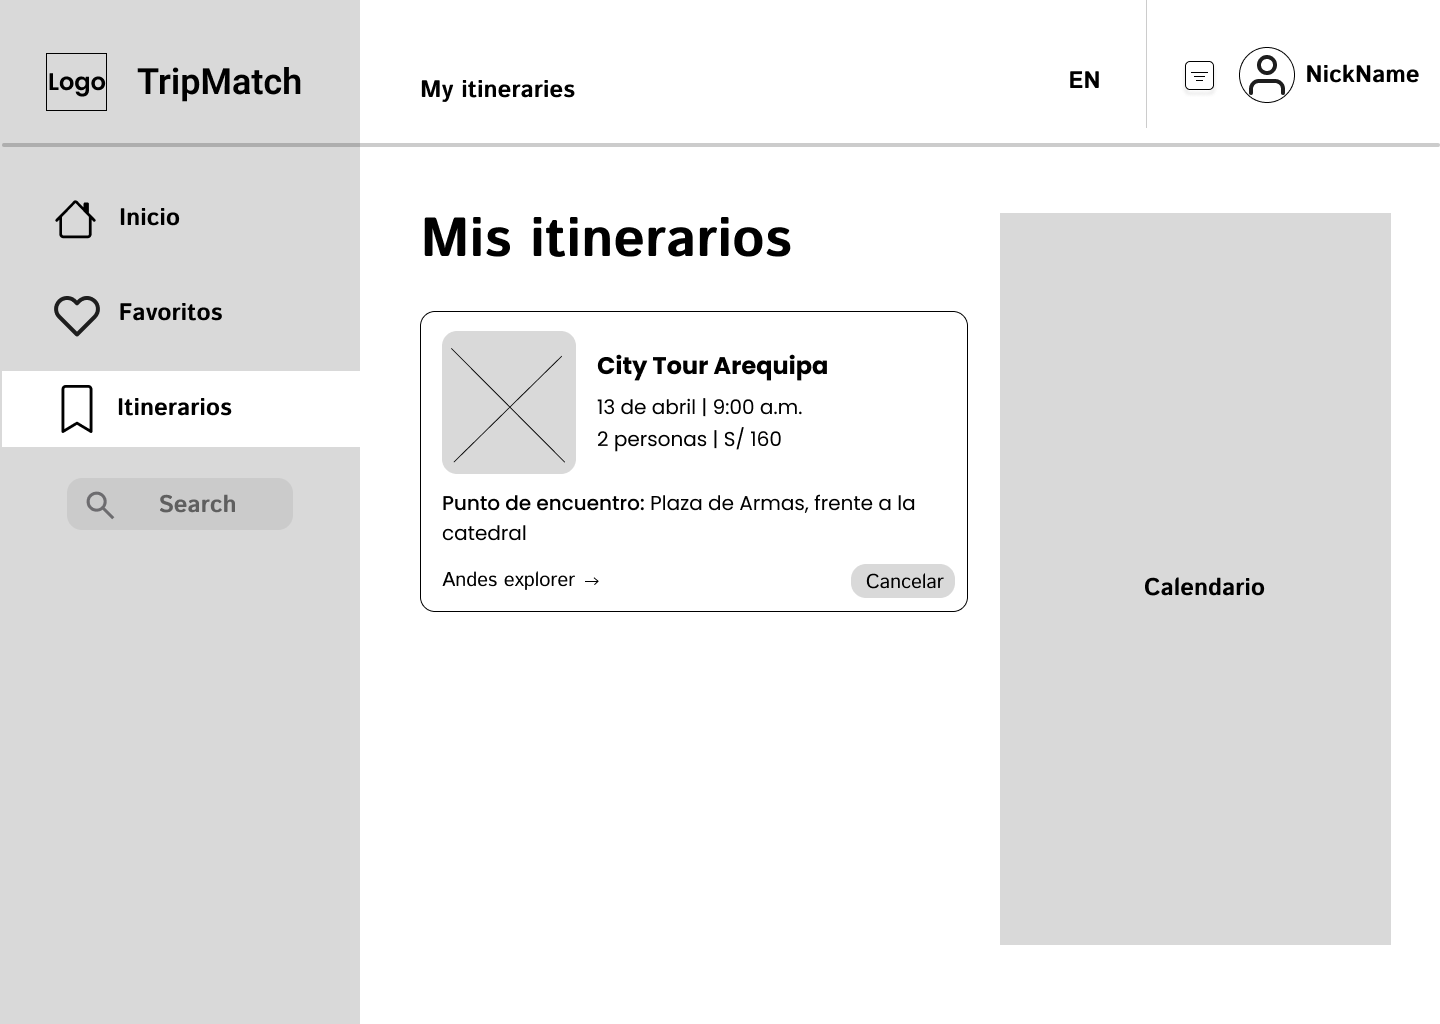 Logo
TripMatch
My itineraries
EN
NickName
Inicio
Favoritos
Itinerarios
Search
Mis itinerarios
City Tour Arequipa
13 de abril | 9:00 a.m.
2 personas | S/ 160
Punto de encuentro: Plaza de Armas, frente a la
catedral
Andes explorer →
Cancelar
Calendario